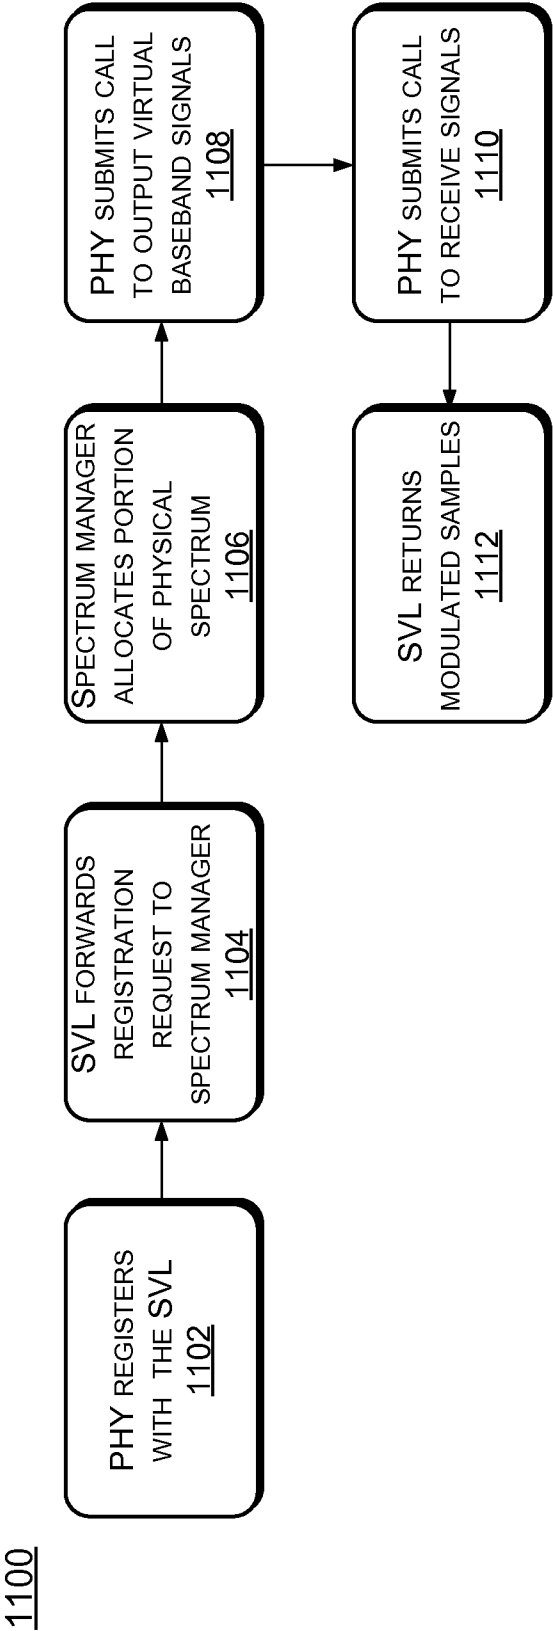 1100
PHY REGISTERS
WITH THE SVL
1102
SVL FORWARDS
REGISTRATION
REQUEST TO
SPECTRUM MANAGER
1104
SPECTRUM MANAGER
ALLOCATES PORTION
OF PHYSICAL
SPECTRUM
1106
PHY SUBMITS CALL
TO OUTPUT VIRTUAL
BASEBAND SIGNALS
1108
PHY SUBMITS CALL
TO RECEIVE SIGNALS
1110
SVL RETURNS
MODULATED SAMPLES
1112